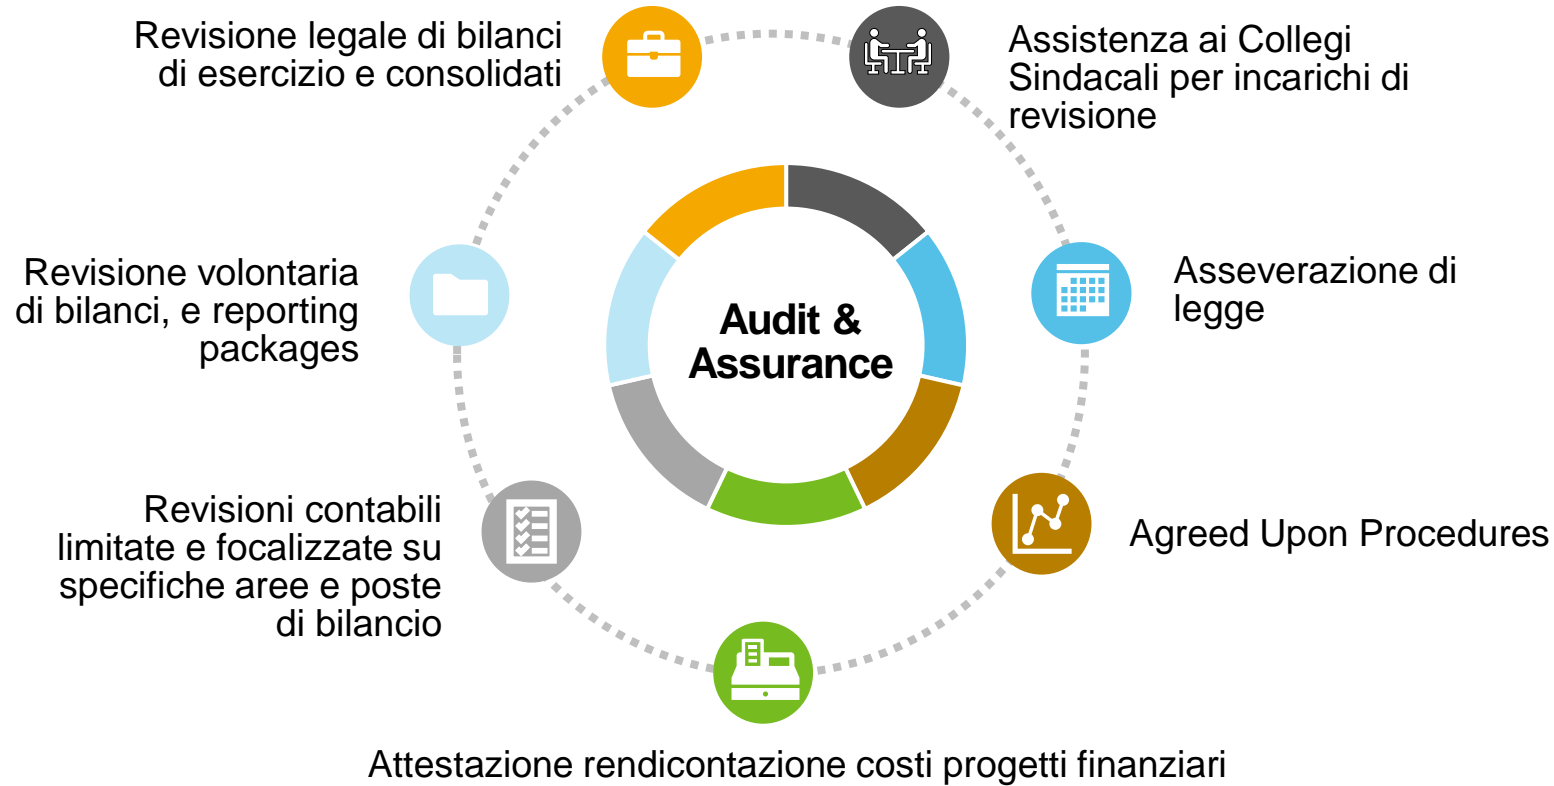 Revisione legale di bilanci
di esercizio e consolidati
Assistenza ai Collegi
Sindacali per incarichi di
revisione
Revisione volontaria
di bilanci, e reporting
packages
Audit &
Assurance
Asseverazione di
legge
Revisioni contabili
limitate e focalizzate su
specifiche aree e poste
di bilancio
Agreed Upon Procedures
Attestazione rendicontazione costi progetti finanziari